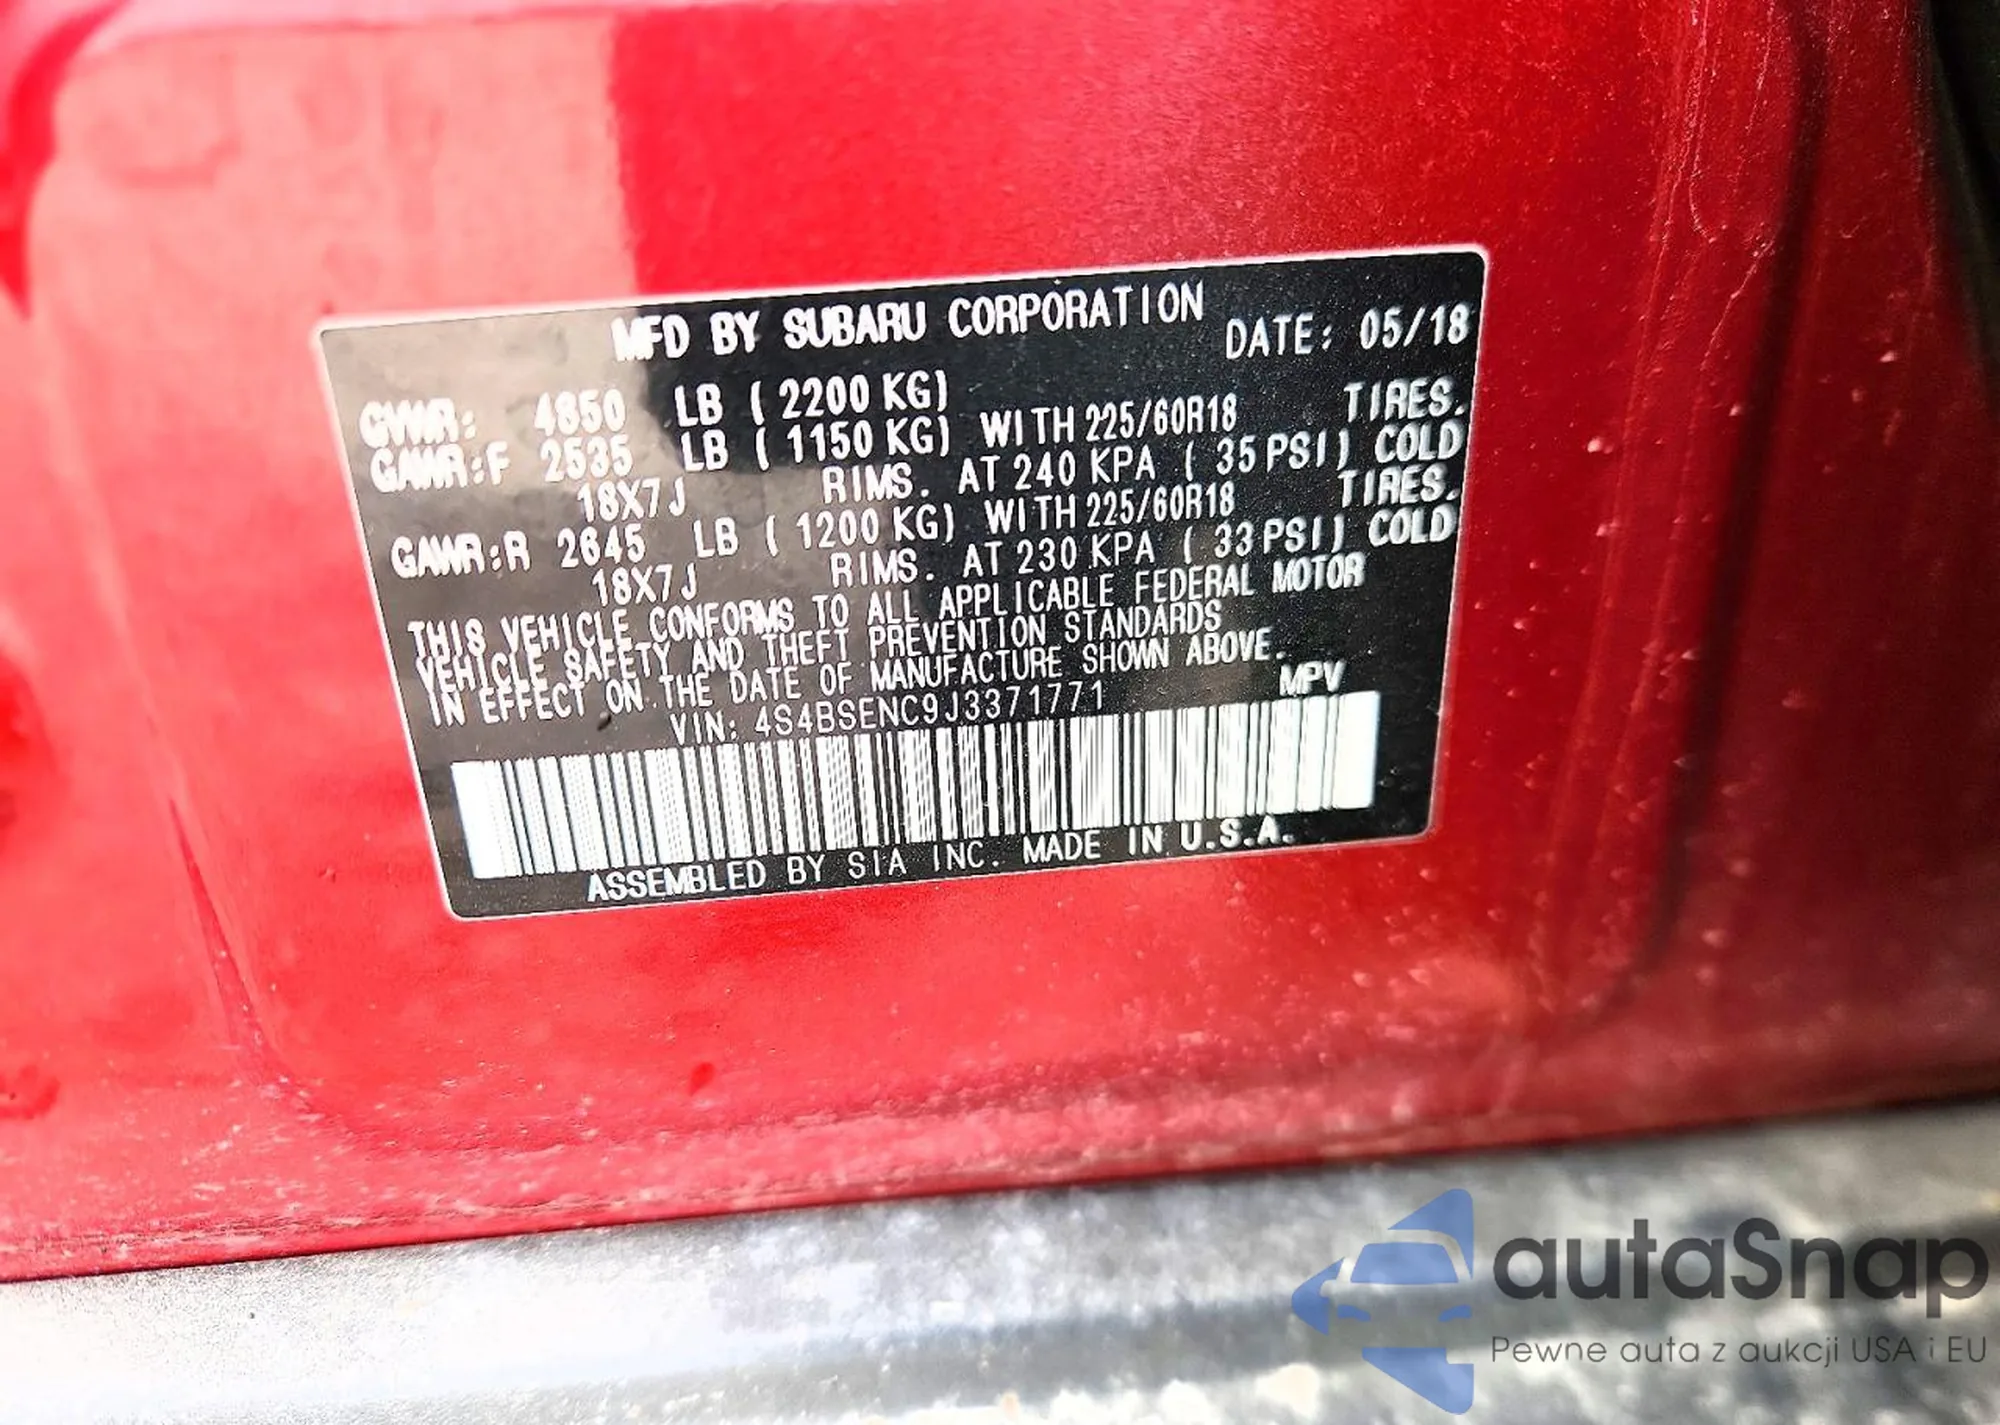 MFD BY SUBARU CORPORATION DATE: 05/18
GVWR: 4850 LB ( 2200 KG)
GAWR:F 2535 LB ( 1150 KG) WITH 225/60R18 TIRES.
18X7J RIMS. AT 240 KPA ( 35 PSI) COLD
GAWR:R 2645 LB ( 1200 KG) WITH 225/60R18 TIRES.
18X7J RIMS. AT 230 KPA ( 33 PSI) COLD
THIS VEHICLE CONFORMS TO ALL APPLICABLE FEDERAL MOTOR
VEHICLE SAFETY AND THEFT PREVENTION STANDARDS
IN EFFECT ON THE DATE OF MANUFACTURE SHOWN ABOVE.
VIN: 4S4BSENC9J3371771 MPV
ASSEMBLED BY SIA INC. MADE IN U.S.A.
autaSnap
Pewne auta z aukcji USA i EU